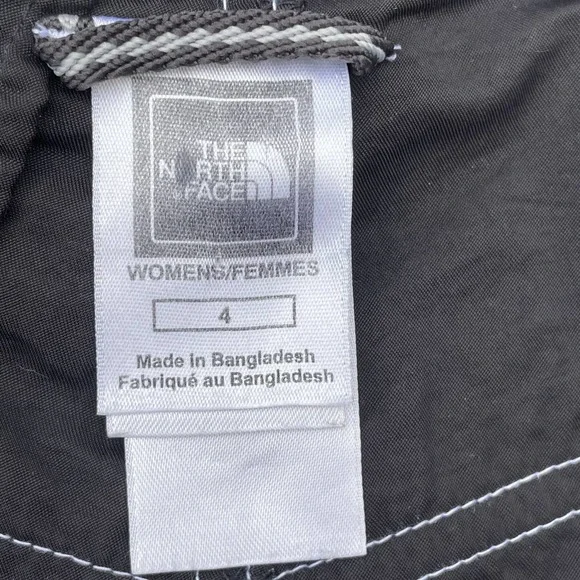 THE
NORTH
FACE
WOMENS/FEMMES
4
Made in Bangladesh
Fabriqué au Bangladesh